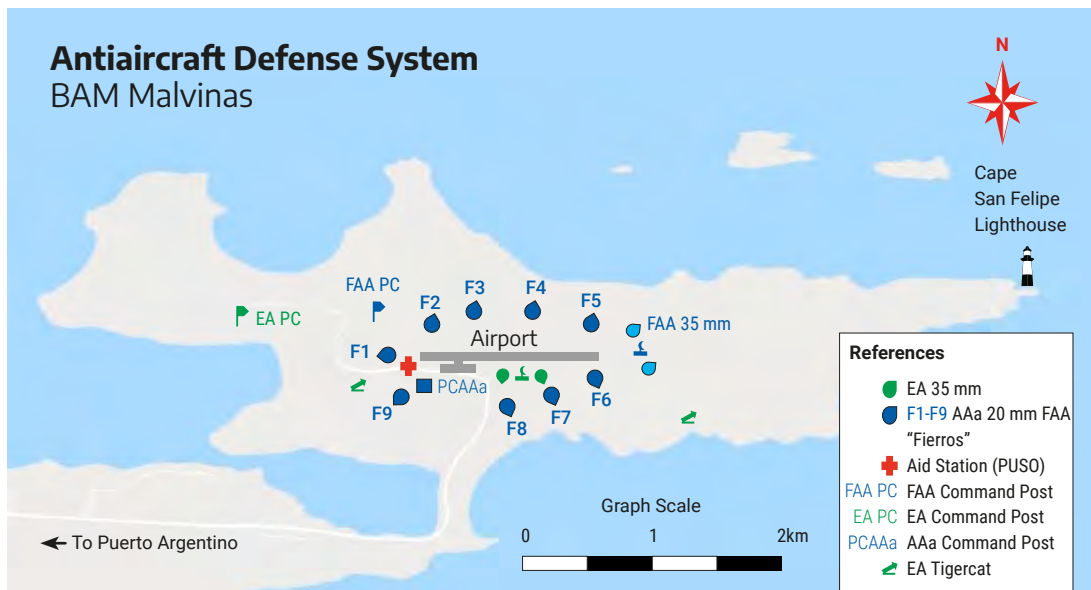 Antiaircraft Defense System
BAM Malvinas
N
Cape
San Felipe
Lighthouse
FAA PC
EA PC
F1
F2
F3
F4
F5
FAA 35 mm
Airport
PCAAa
F9
F8
F7
F6
To Puerto Argentino
Graph Scale
0 1 2km
References
EA 35 mm
F1-F9 AAa 20 mm FAA
“Fierros”
Aid Station (PUSO)
FAA PC FAA Command Post
EA PC EA Command Post
PCAAa AAa Command Post
EA Tigercat